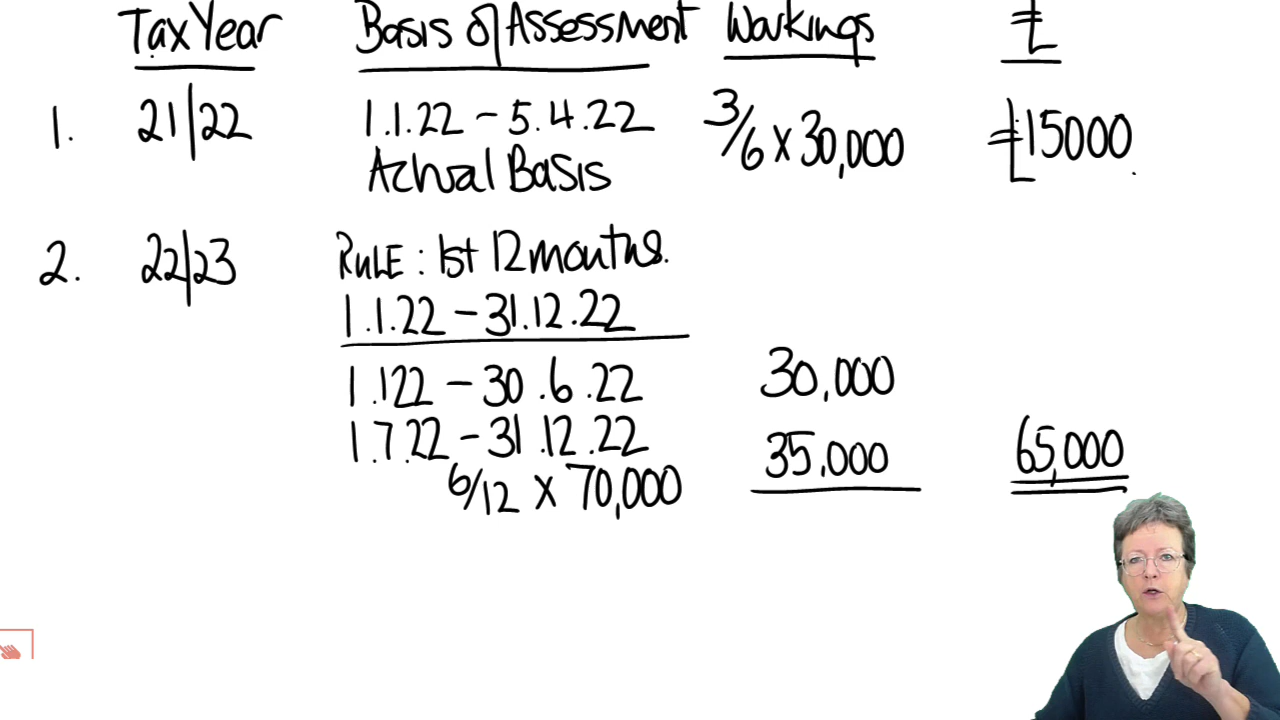 Tax Year Basis of Assessment Workings £
1. 21/22 1.1.22 - 5.4.22 3/6 x 30,000 £15000
Actual Basis
2. 22/23 RULE : 1st 12 months.
1.1.22 - 31.12.22
1.122 - 30.6.22 30,000
1.7.22 - 31.12.22 35,000 65,000
6/12 x 70,000